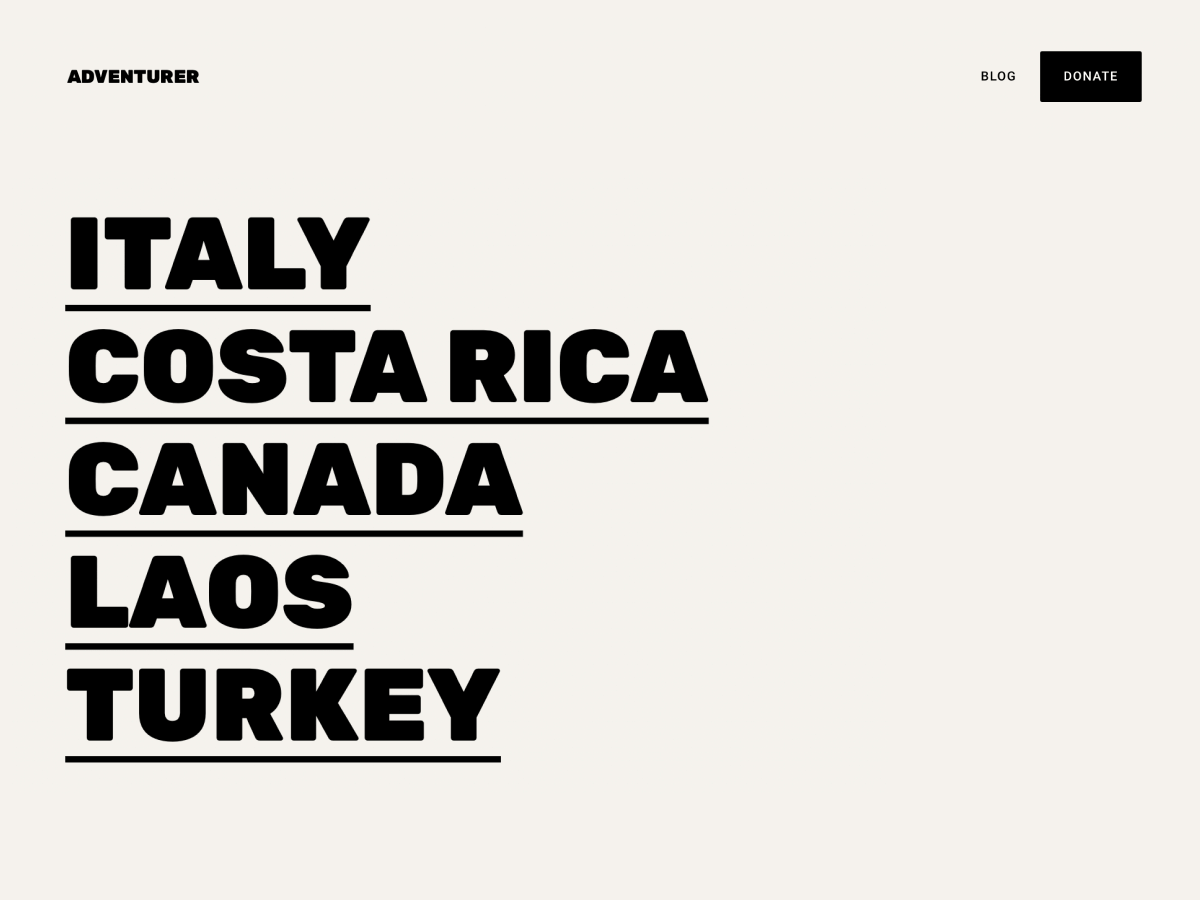 ADVENTURER
BLOG
DONATE
ITALY
COSTA RICA
CANADA
LAOS
TURKEY